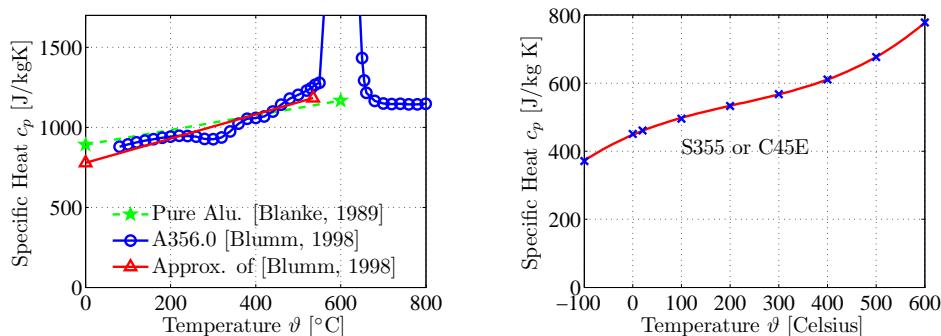 Specific Heat c_p [J/kgK]
1500
1000
500
0
Pure Alu. [Blanke, 1989]
A356.0 [Blumm, 1998]
Approx. of [Blumm, 1998]
0 200 400 600 800
Temperature ϑ [°C]
Specific Heat c_p [J/kg K]
800
600
400
200
0
S355 or C45E
−100 0 100 200 300 400 500 600
Temperature ϑ [Celsius]